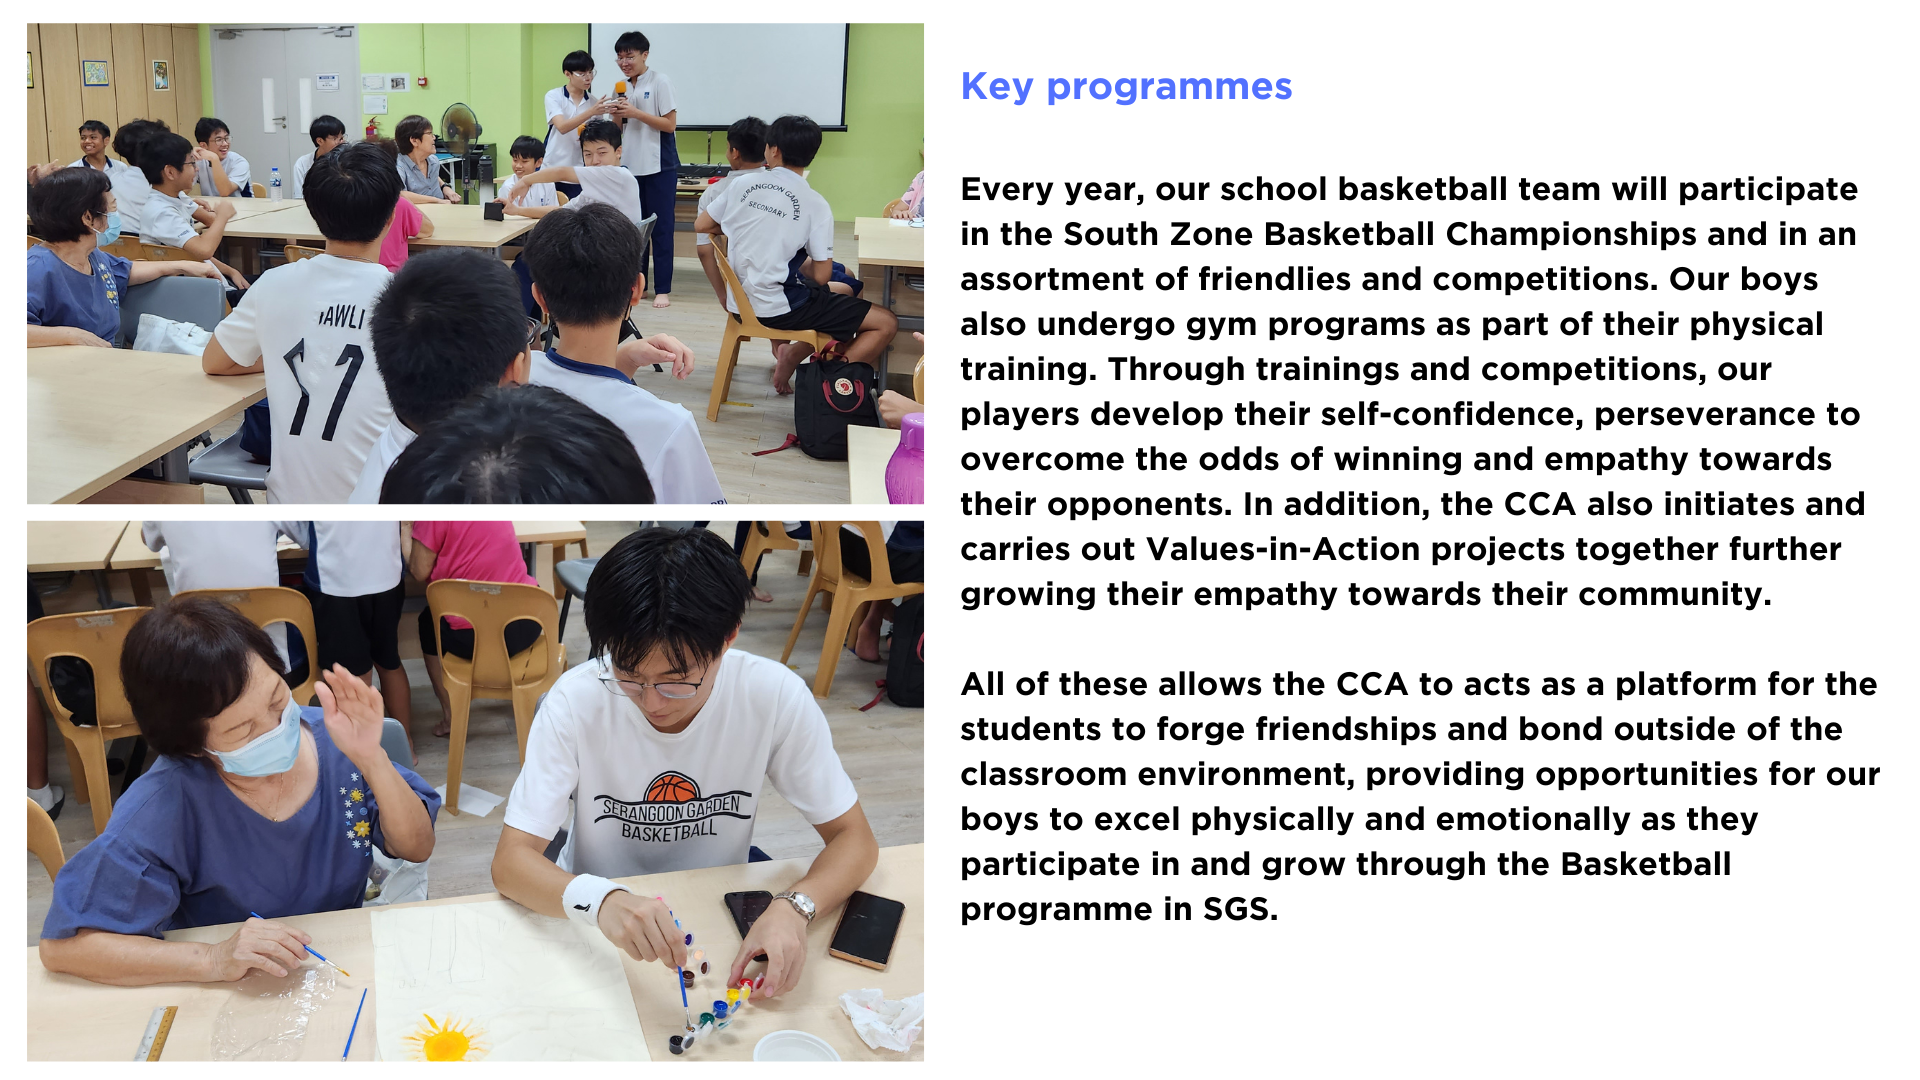 Key programmes
Every year, our school basketball team will participate
in the South Zone Basketball Championships and in an
assortment of friendlies and competitions. Our boys
also undergo gym programs as part of their physical
training. Through trainings and competitions, our
players develop their self-confidence, perseverance to
overcome the odds of winning and empathy towards
their opponents. In addition, the CCA also initiates and
carries out Values-in-Action projects together further
growing their empathy towards their community.
All of these allows the CCA to acts as a platform for the
students to forge friendships and bond outside of the
classroom environment, providing opportunities for our
boys to excel physically and emotionally as they
participate in and grow through the Basketball
programme in SGS.
SERANGOON GARDEN
SECONDARY
AWLI
SERANGOON GARDEN
BASKETBALL